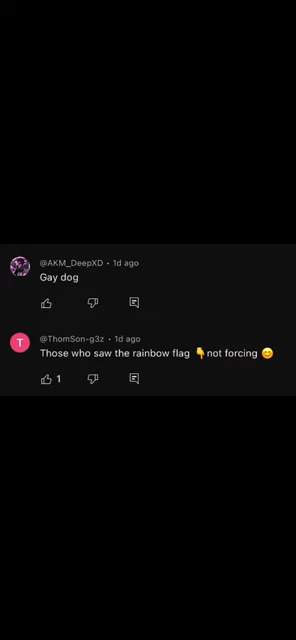 @AKM_DeepXD • 1d ago
Gay dog
@ThomSon-g3z • 1d ago
T
Those who saw the rainbow flag 👇not forcing 😊
1